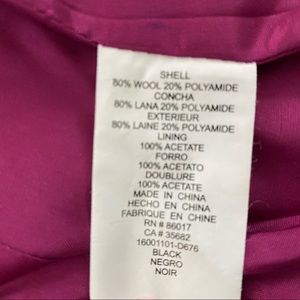 SHELL
80% WOOL 20% POLYAMIDE
CONCHA
80% LANA 20% POLYAMIDE
EXTERIEUR
80% LAINE 20% POLYAMIDE
LINING
100% ACETATE
FORRO
100% ACETATO
DOUBLURE
100% ACETATE
MADE IN CHINA
HECHO EN CHINA
FABRIQUE EN CHINE
RN # 86017
CA # 35682
16001101-D676
BLACK
NEGRO
NOIR